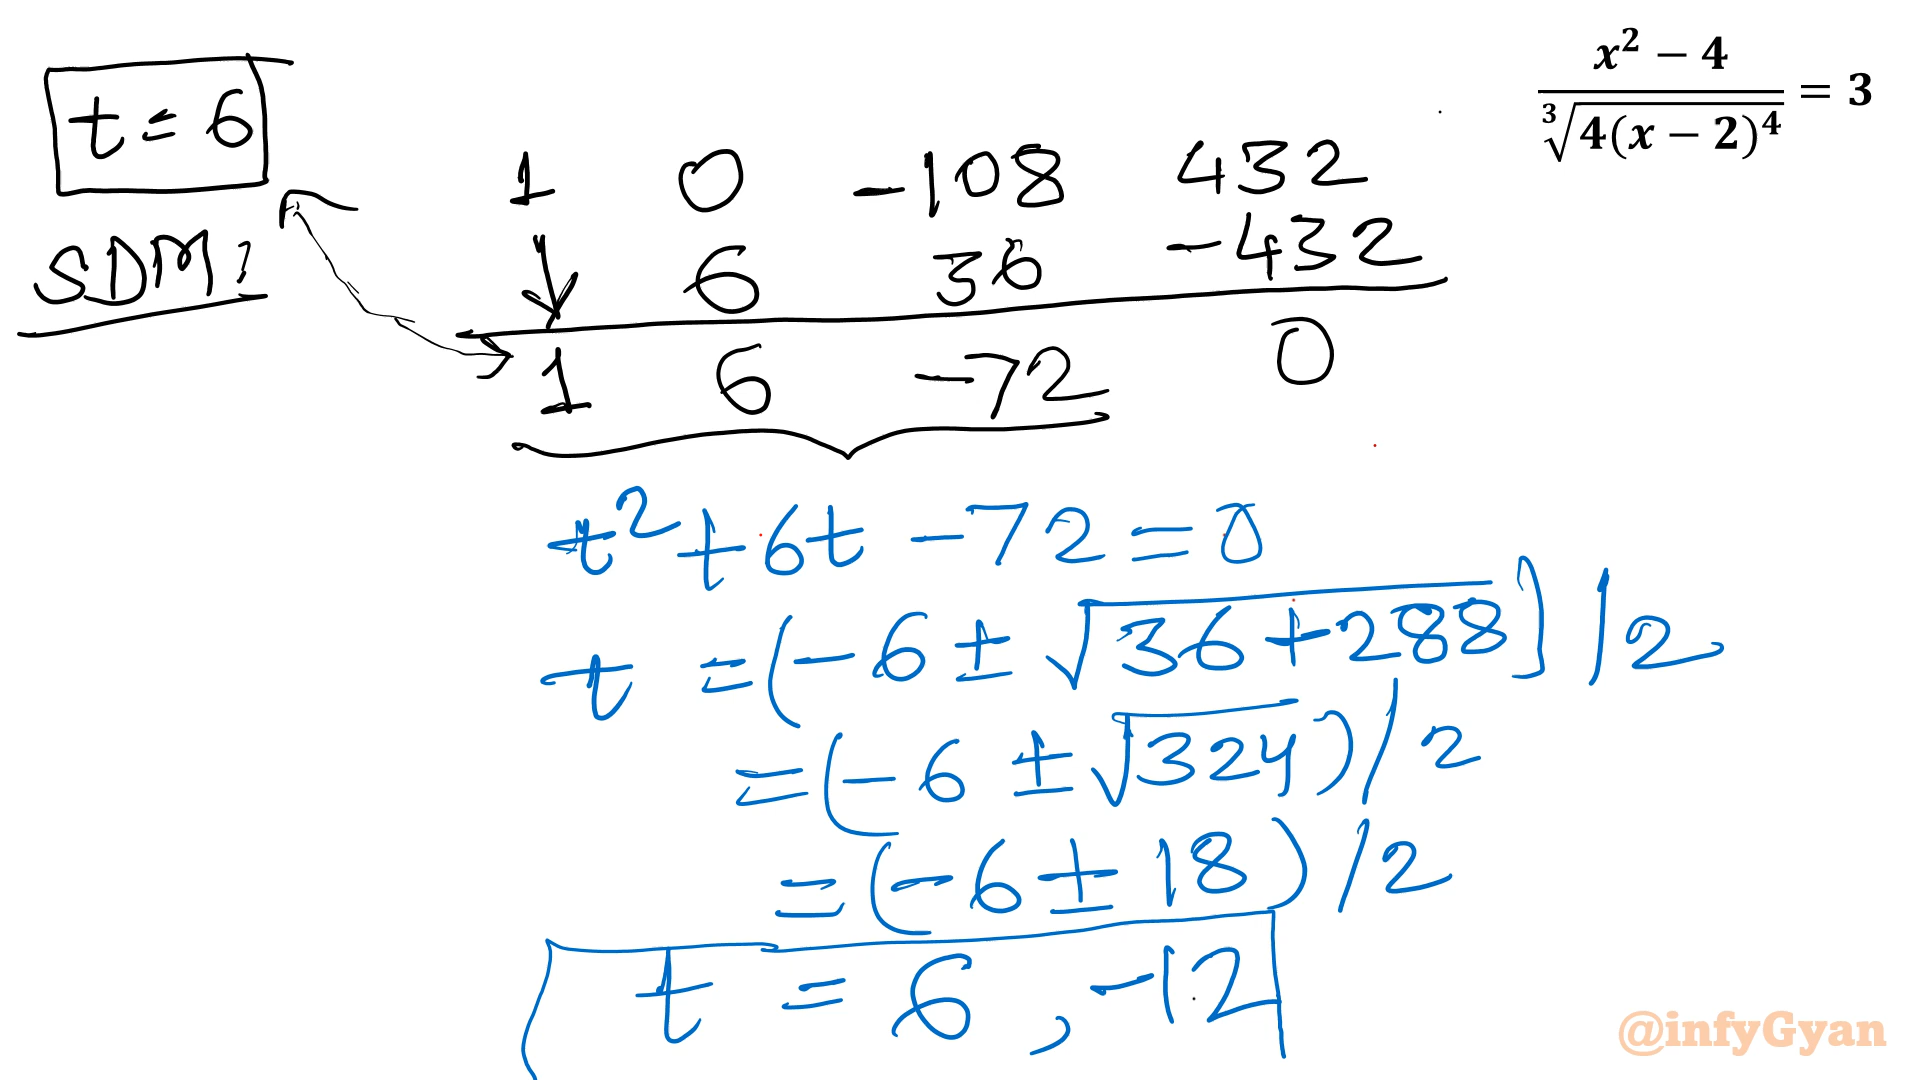 x² − 4
∛4(x − 2)⁴ = 3
t = 6
1 0 −108 432
SDM:
6 36 −432
1 6 −72 0
t² + 6t − 72 = 0
t = (−6 ± √36+288) / 2
= (−6 ± √324) / 2
= (−6 ± 18) / 2
t = 6, −12
@infyGyan